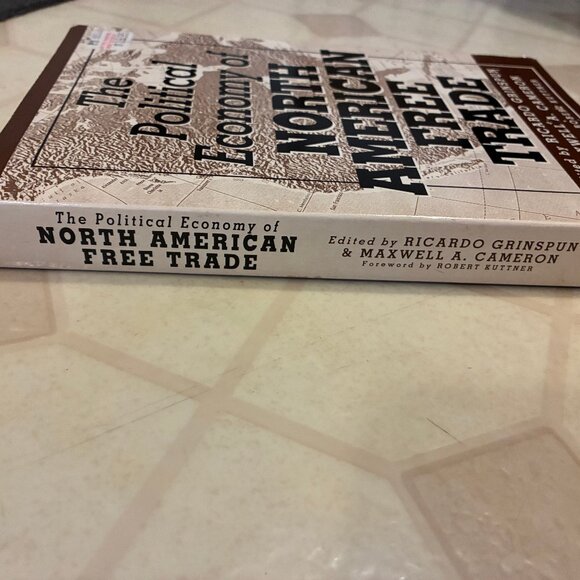 The
Political
Economy of
NORTH
AMERICAN
FREE
TRADE
The Political Economy of
NORTH AMERICAN
FREE TRADE
Edited by RICARDO GRINSPUN
& MAXWELL A. CAMERON
Foreword by ROBERT KUTTNER